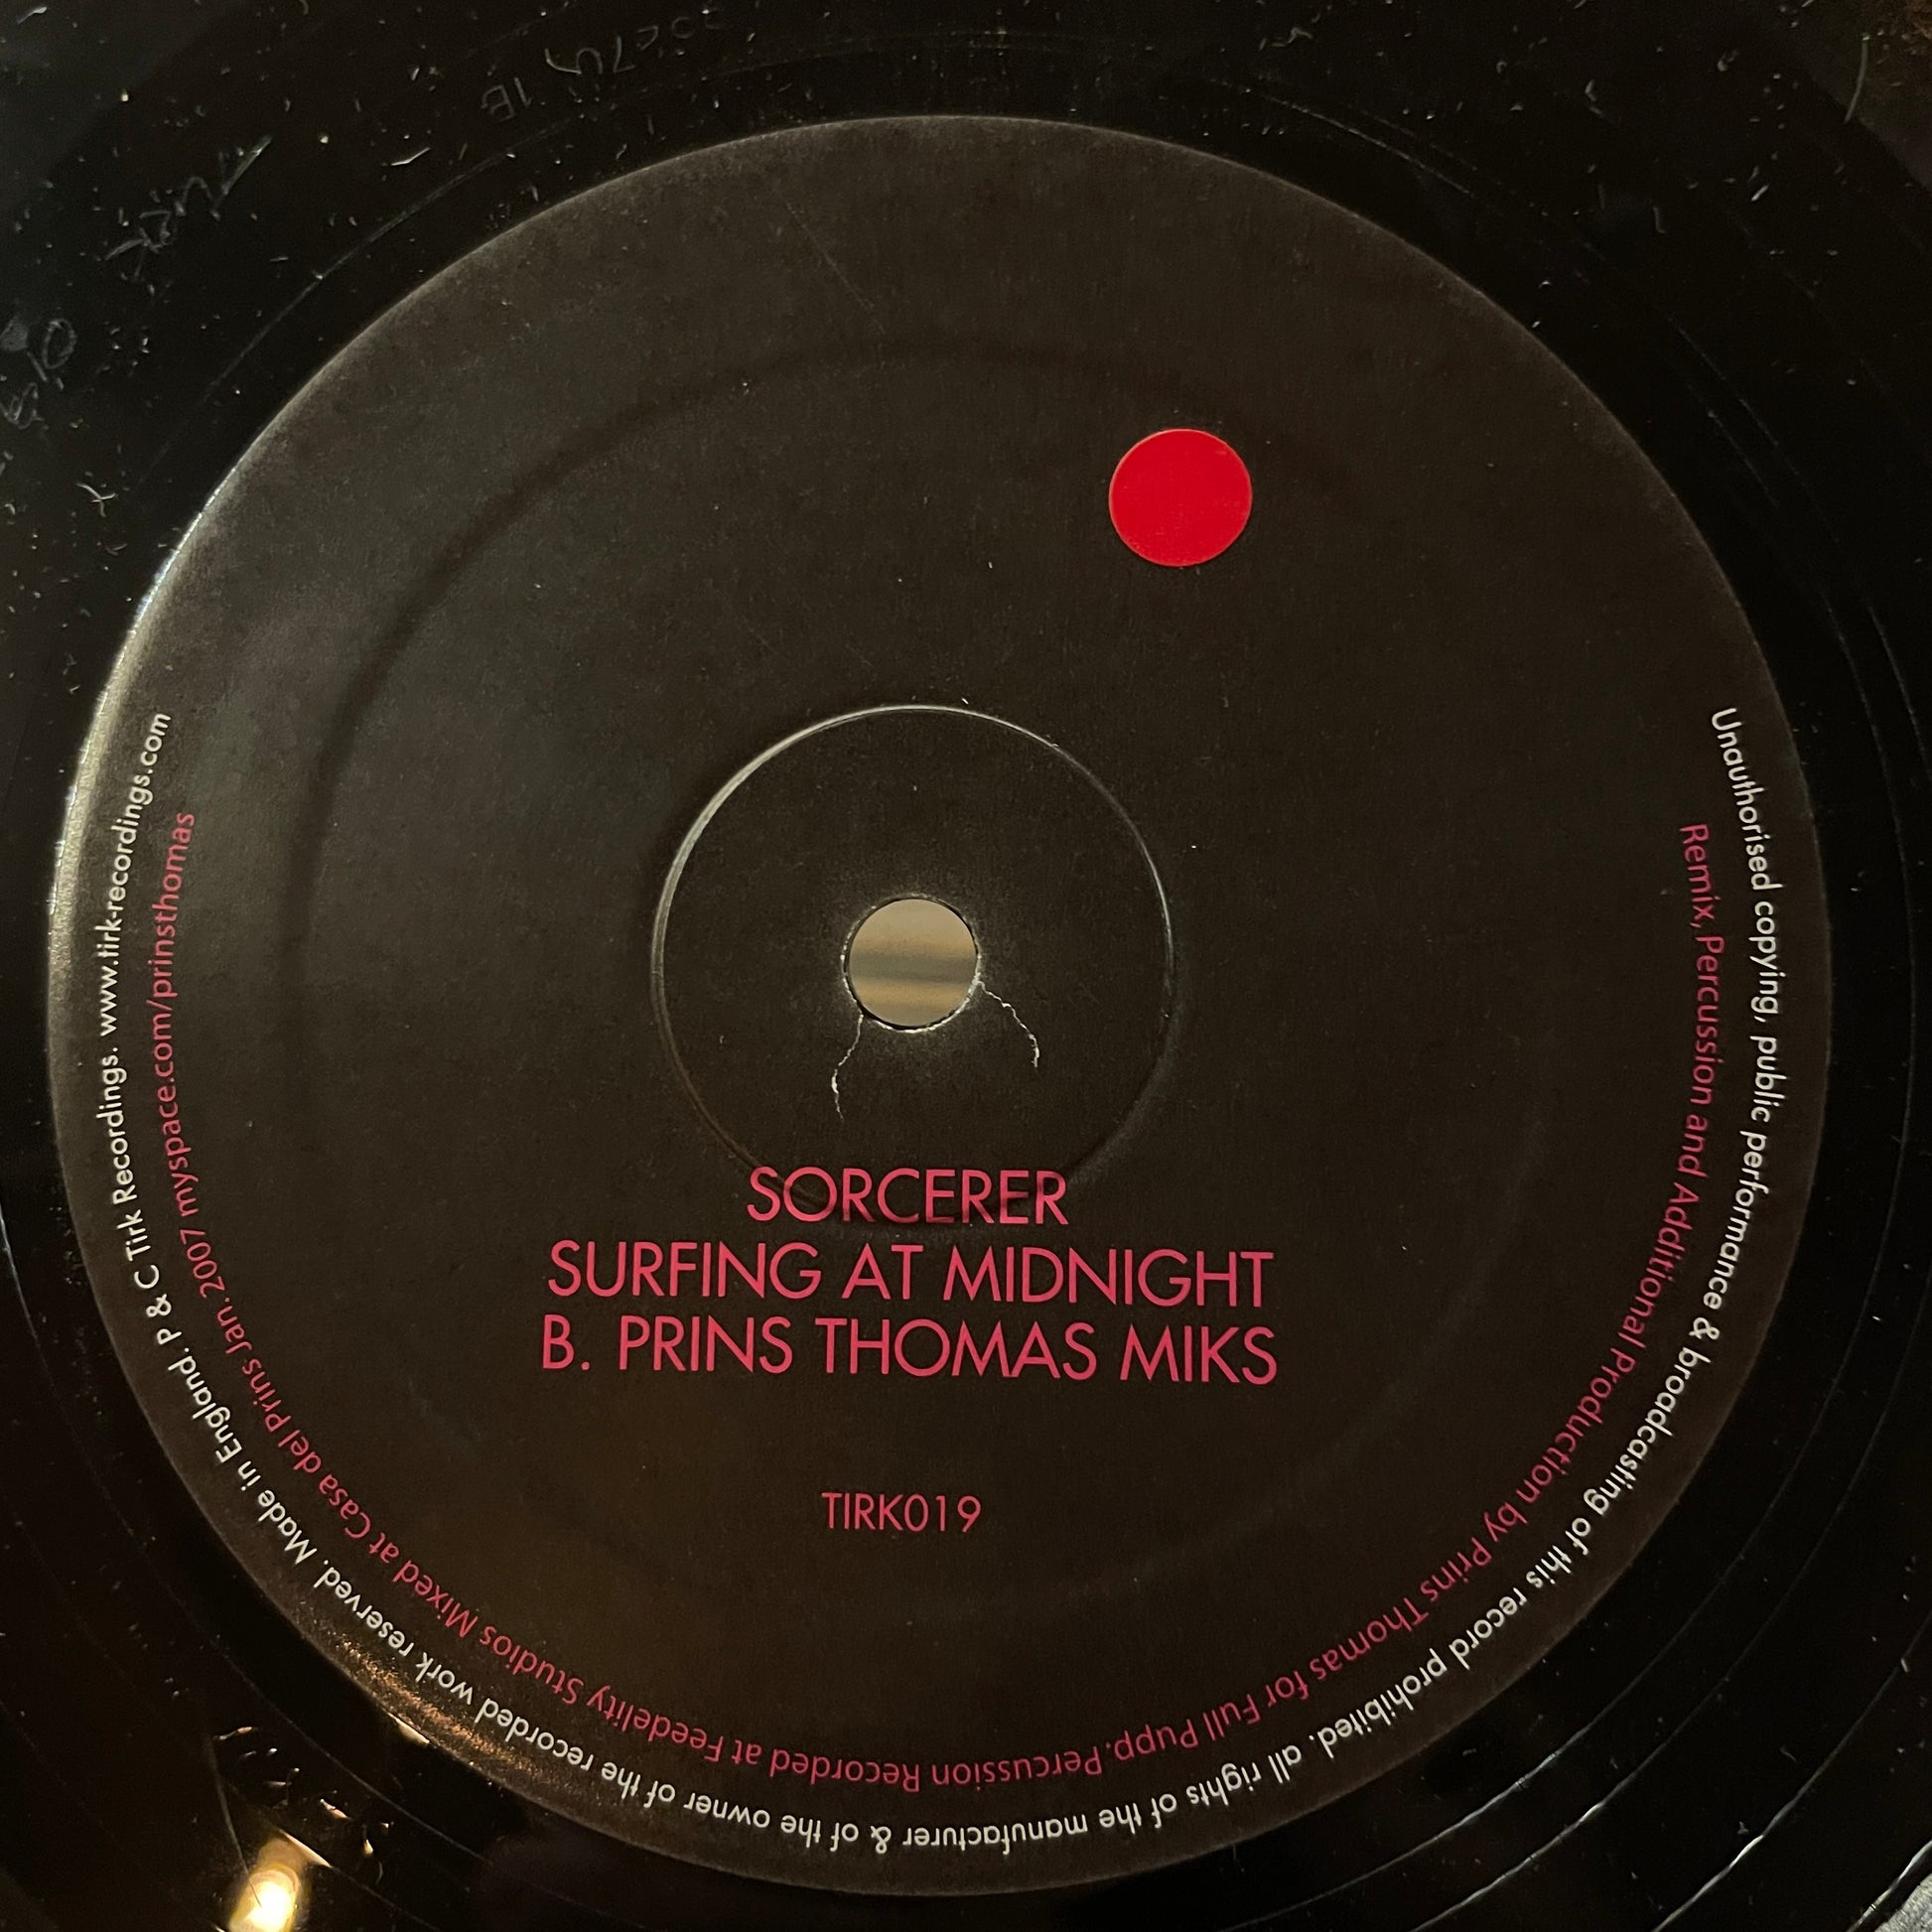 SORCERER
SURFING AT MIDNIGHT
B. PRINS THOMAS MIKS
TIRK019
Unauthorised copying, public performance & broadcasting of this record prohibited. all rights of the manufacturer & of the owner of the recorded work reserved. Made in England. P & C Tirk Recordings. www.tirk-recordings.com
Remix, Percussion and Additional Production by Prins Thomas for Full Pupp. Percussion Recorded at Feedelity Studios Mixed at Casa del Prins Jan. 2007 myspace.com/prinsthomas